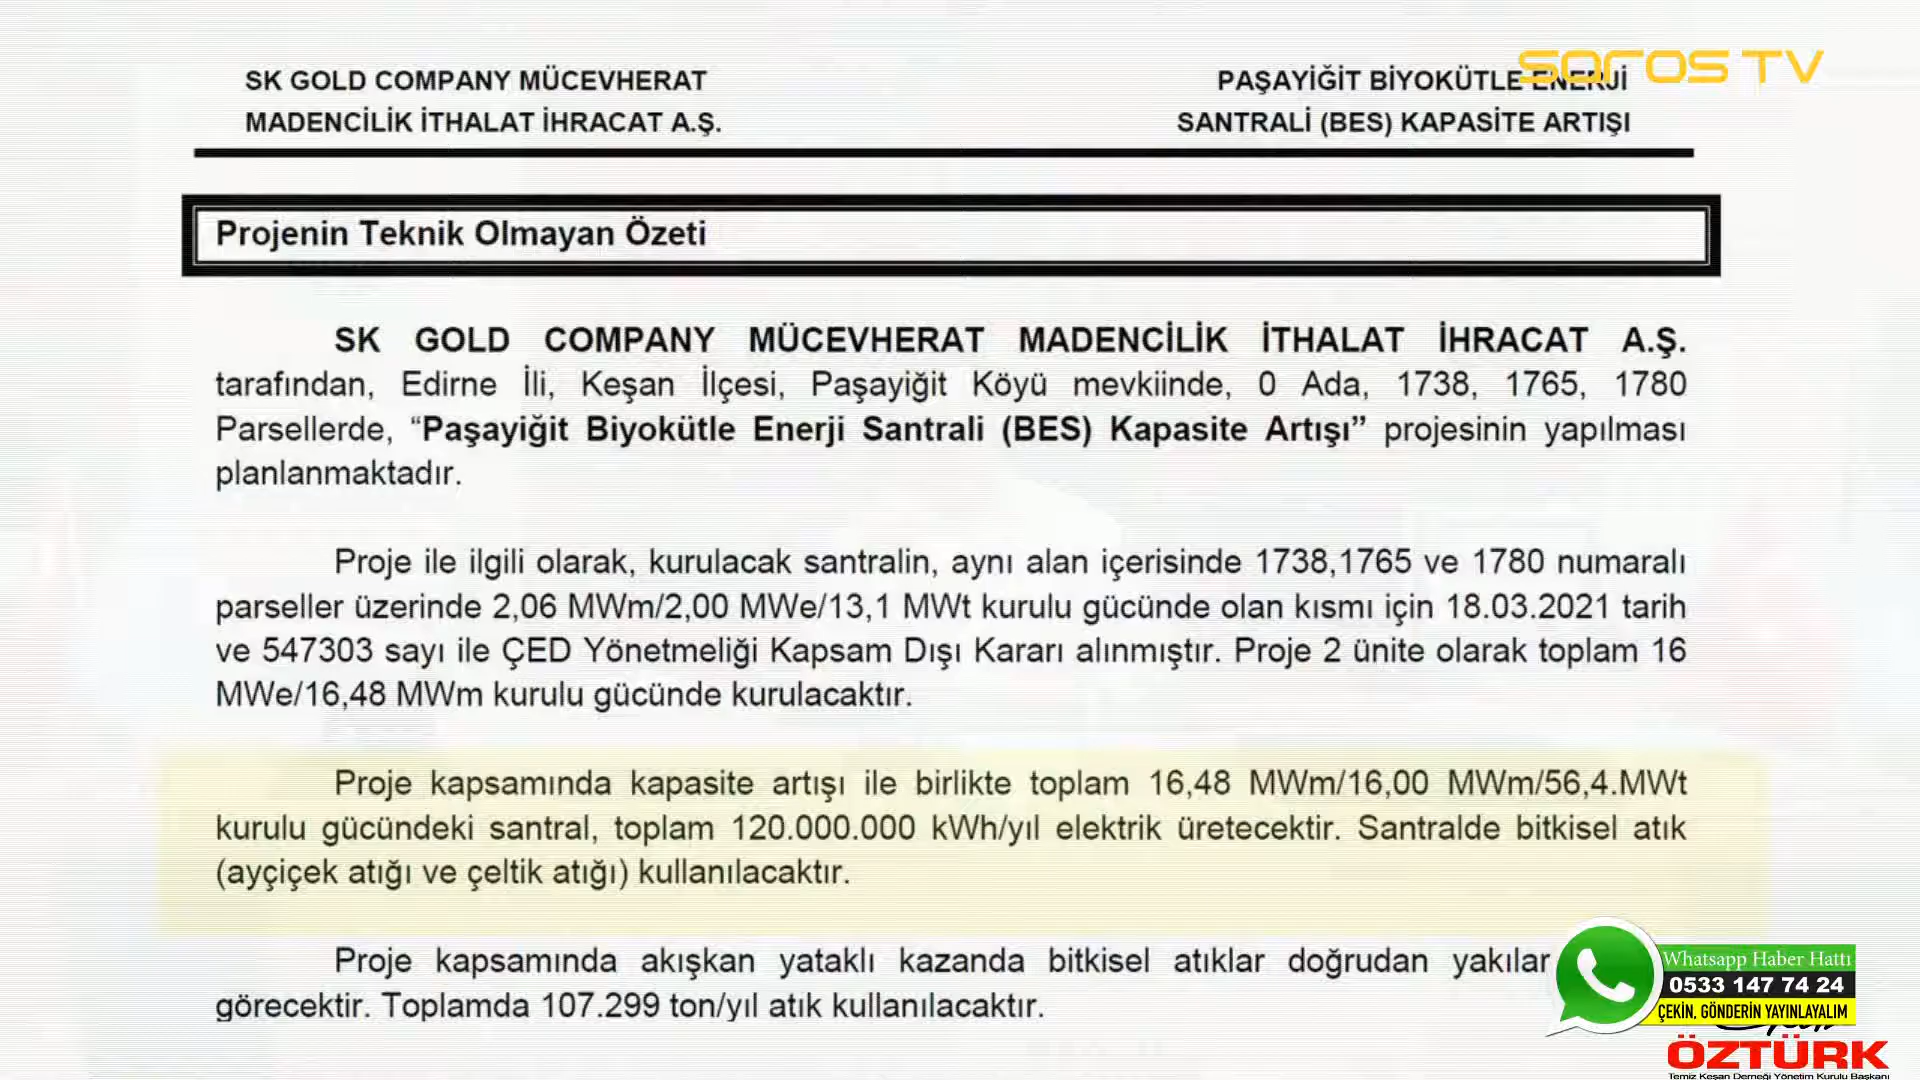 SK GOLD COMPANY MÜCEVHERAT
MADENCİLİK İTHALAT İHRACAT A.Ş.
PAŞAYİĞİT BİYOKÜTLE ENERJİ
SANTRALİ (BES) KAPASİTE ARTIŞI
saros TV
Projenin Teknik Olmayan Özeti
SK GOLD COMPANY MÜCEVHERAT MADENCİLİK İTHALAT İHRACAT A.Ş.
tarafından, Edirne İli, Keşan İlçesi, Paşayiğit Köyü mevkiinde, 0 Ada, 1738, 1765, 1780
Parsellerde, “Paşayiğit Biyokütle Enerji Santrali (BES) Kapasite Artışı” projesinin yapılması
planlanmaktadır.
Proje ile ilgili olarak, kurulacak santralin, aynı alan içerisinde 1738,1765 ve 1780 numaralı
parseller üzerinde 2,06 MWm/2,00 MWe/13,1 MWt kurulu gücünde olan kısmı için 18.03.2021 tarih
ve 547303 sayı ile ÇED Yönetmeliği Kapsam Dışı Kararı alınmıştır. Proje 2 ünite olarak toplam 16
MWe/16,48 MWm kurulu gücünde kurulacaktır.
Proje kapsamında kapasite artışı ile birlikte toplam 16,48 MWm/16,00 MWm/56,4.MWt
kurulu gücündeki santral, toplam 120.000.000 kWh/yıl elektrik üretecektir. Santralde bitkisel atık
(ayçiçek atığı ve çeltik atığı) kullanılacaktır.
Proje kapsamında akışkan yataklı kazanda bitkisel atıklar doğrudan yakılar
görecektir. Toplamda 107.299 ton/yıl atık kullanılacaktır.
Whatsapp Haber Hattı
0533 147 74 24
ÇEKİN, GÖNDERİN YAYINLAYALIM
ÖZTÜRK
Temiz Keşan Derneği Yönetim Kurulu Başkanı